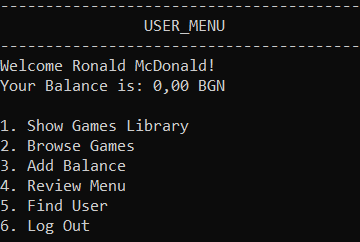 ----------------------------------------
USER_MENU
----------------------------------------
Welcome Ronald McDonald!
Your Balance is: 0,00 BGN
1. Show Games Library
2. Browse Games
3. Add Balance
4. Review Menu
5. Find User
6. Log Out